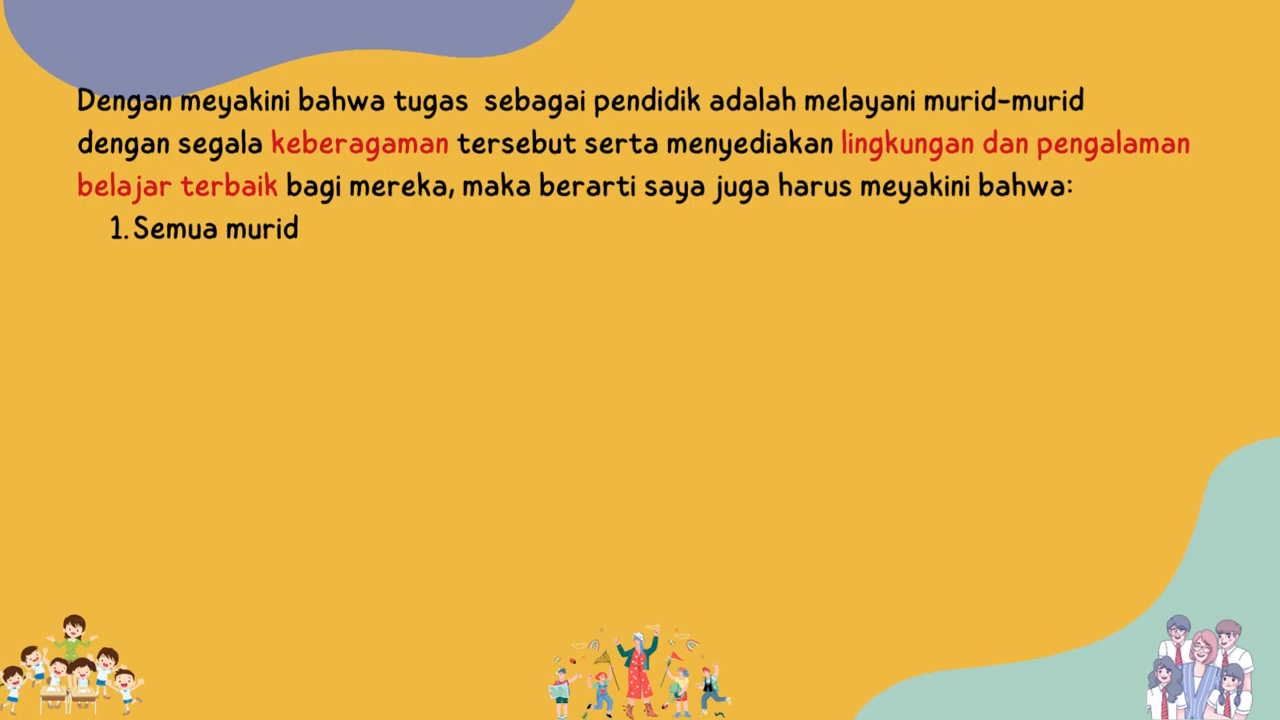 Dengan meyakini bahwa tugas sebagai pendidik adalah melayani murid-murid
dengan segala keberagaman tersebut serta menyediakan lingkungan dan pengalaman
belajar terbaik bagi mereka, maka berarti saya juga harus meyakini bahwa:
1. Semua murid